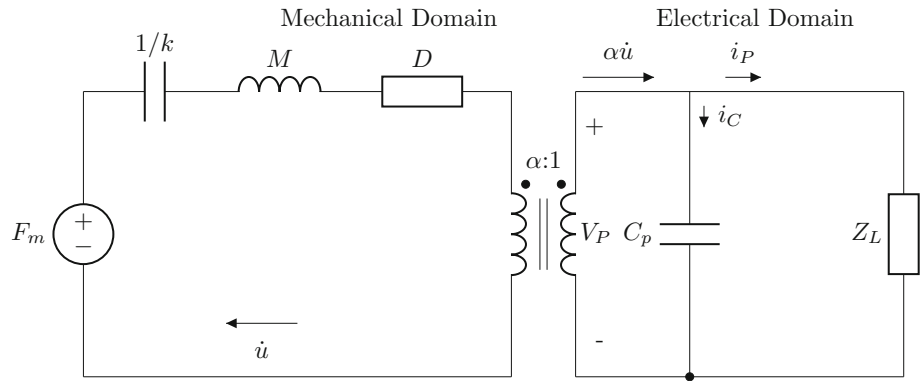 Mechanical Domain
Electrical Domain
1/k
M
D
αu̇
i_P
+
i_C
α:1
F_m
+
−
V_P
C_p
Z_L
u̇
-